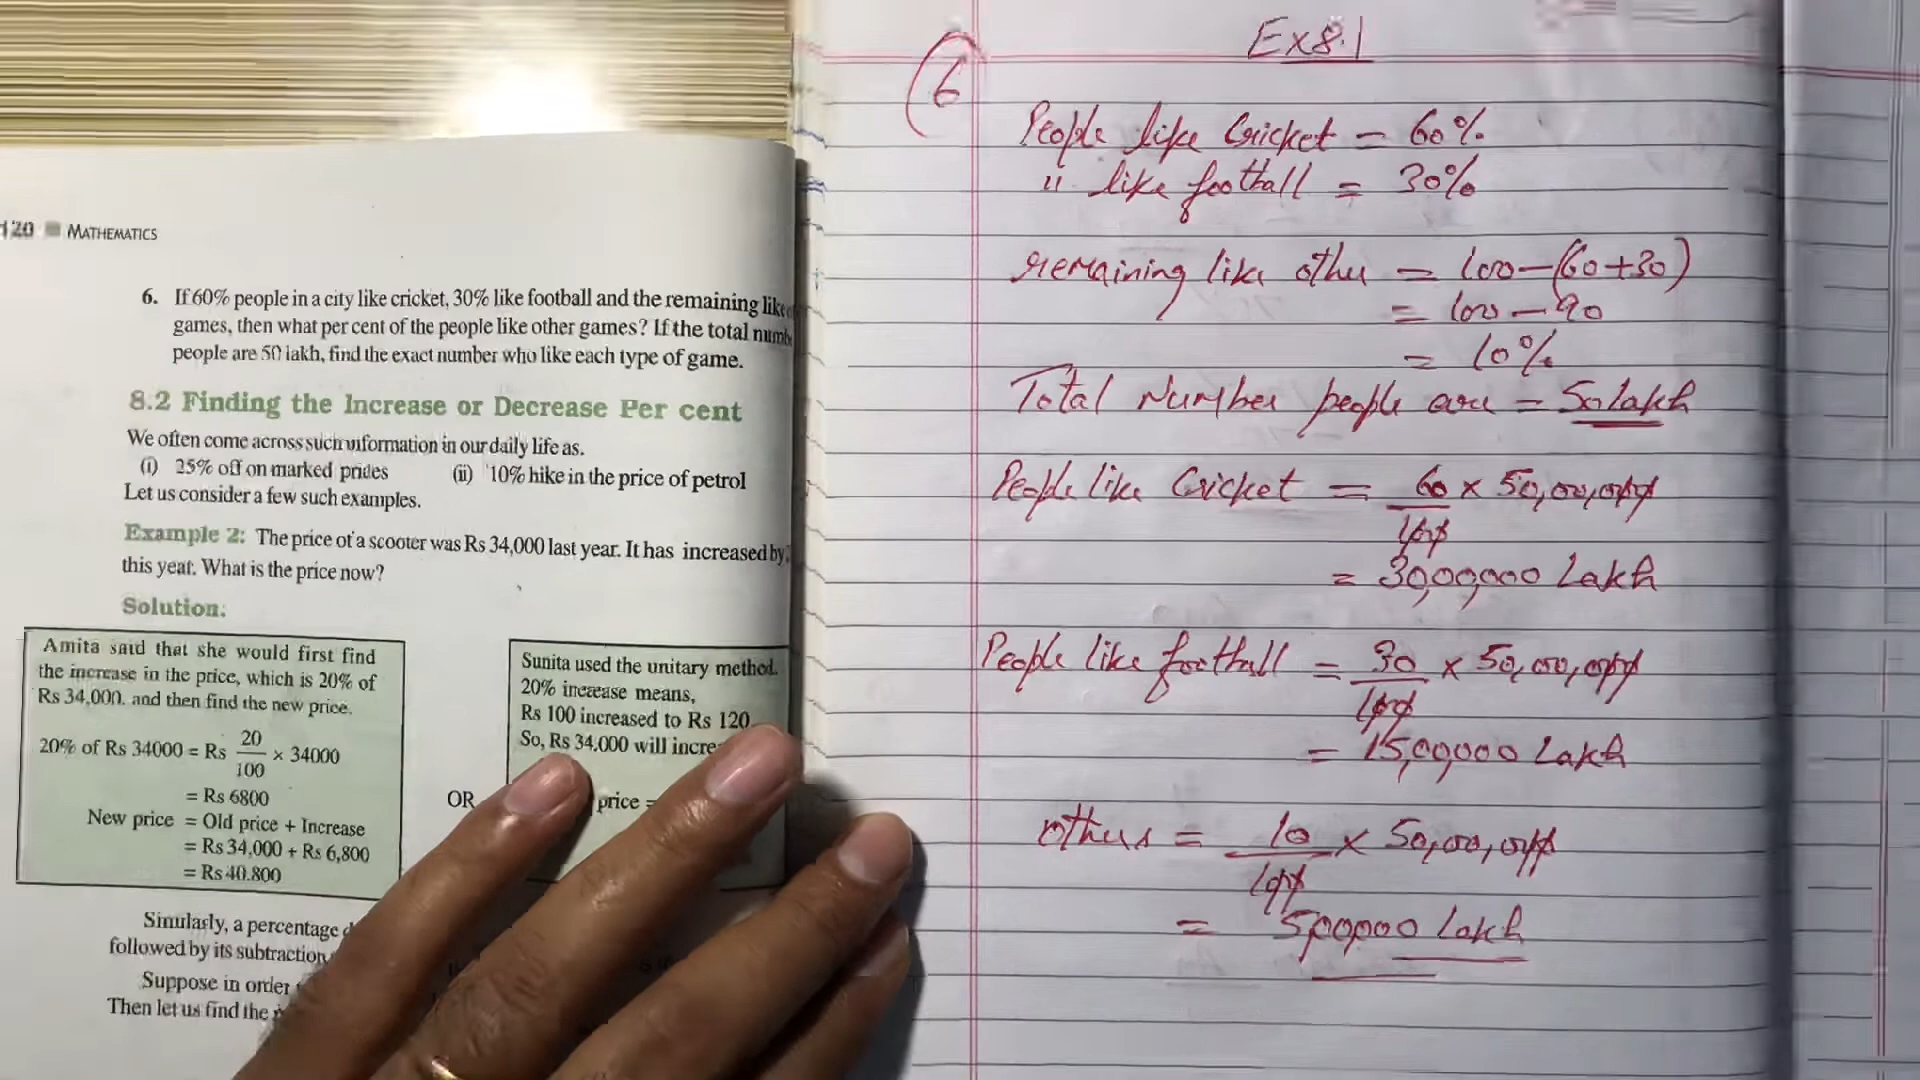 120 MATHEMATICS
6. If 60% people in a city like cricket, 30% like football and the remaining like
games, then what per cent of the people like other games? If the total numb
people are 50 lakh, find the exact number who like each type of game.
8.2 Finding the Increase or Decrease Per cent
We often come across such information in our daily life as.
(i) 25% off on marked prices (ii) 10% hike in the price of petrol
Let us consider a few such examples.
Example 2: The price of a scooter was Rs 34,000 last year. It has increased by
this year. What is the price now?
Solution:
Amita said that she would first find
the increase in the price, which is 20% of
Rs 34,000. and then find the new price.
20% of Rs 34000 = Rs 20/100 × 34000
= Rs 6800
New price = Old price + Increase
= Rs 34,000 + Rs 6,800
= Rs 40.800
OR
Sunita used the unitary method.
20% increase means,
Rs 100 increased to Rs 120
So, Rs 34,000 will incre
price =
Similarly, a percentage d
followed by its subtraction
Suppose in order
Then let us find the
Ex 8.1
6
People like Cricket = 60%
" like football = 30%
remaining like other = 100-(60+30)
= 100-90
= 10%
Total Number people are = 50 lakh
People like Cricket = 60/100 × 50,00,000
= 30,00,000 Lakh
People like football = 30/100 × 50,00,000
= 15,00,000 Lakh
others = 10/100 × 50,00,000
= 5,00,000 Lakh